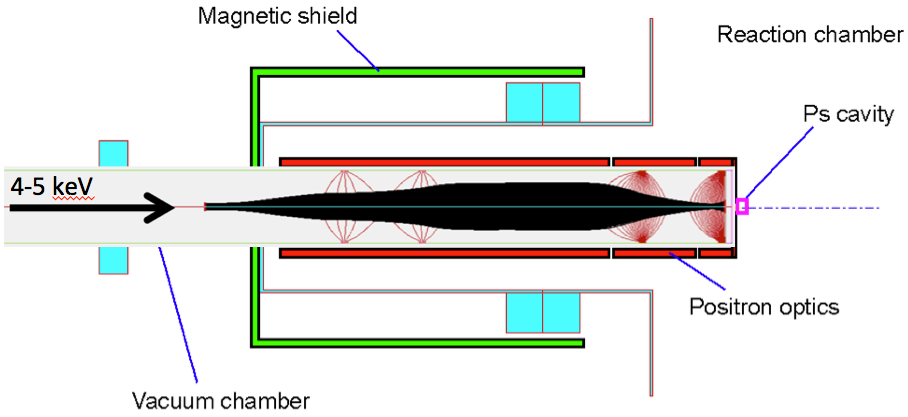 Magnetic shield
Reaction chamber
Ps cavity
4-5 keV
Positron optics
Vacuum chamber